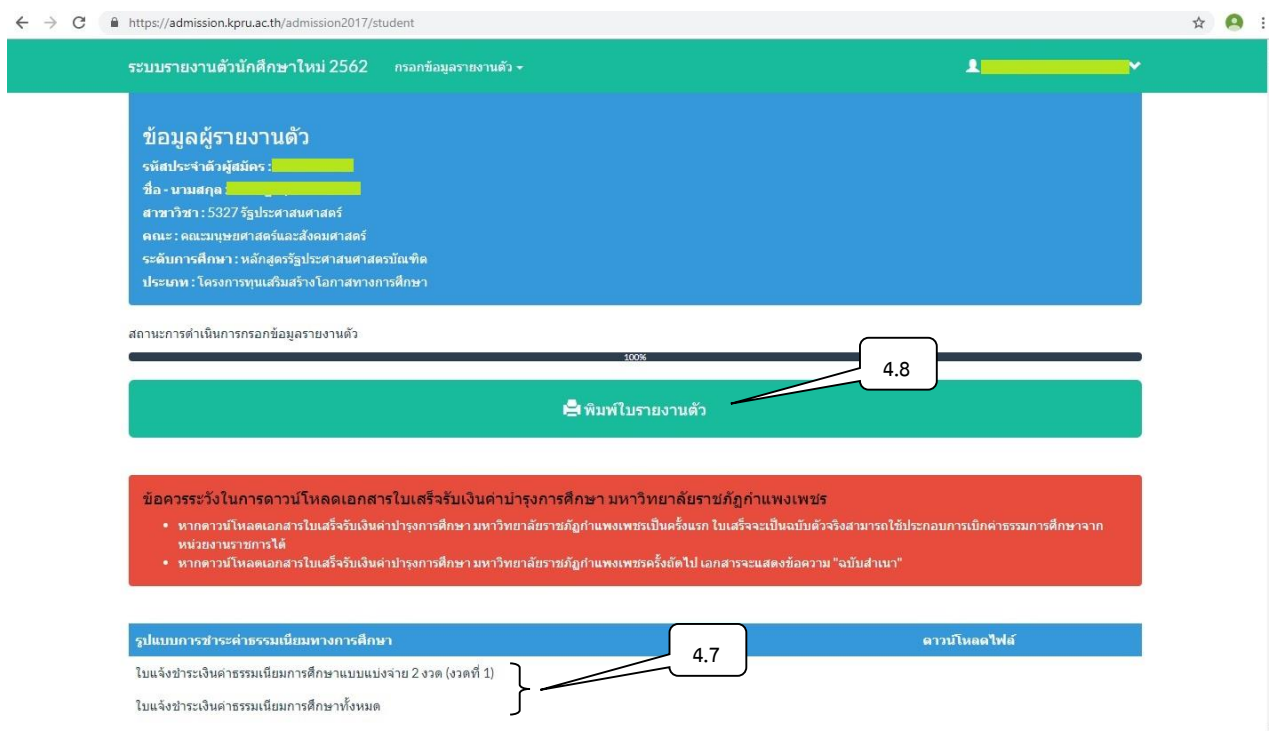 https://admission.kpru.ac.th/admission2017/student
ระบบรายงานตัวนักศึกษาใหม่ 2562 กรอกข้อมูลรายงานตัว
ข้อมูลผู้รายงานตัว
รหัสประจำตัวผู้สมัคร :
ชื่อ - นามสกุล :
สาขาวิชา : 5327 รัฐประศาสนศาสตร์
คณะ : คณะมนุษยศาสตร์และสังคมศาสตร์
ระดับการศึกษา : หลักสูตรรัฐประศาสนศาสตรบัณฑิต
ประเภท : โครงการทุนเสริมสร้างโอกาสทางการศึกษา
สถานะการดำเนินการกรอกข้อมูลรายงานตัว
100%
4.8
พิมพ์ใบรายงานตัว
ข้อควรระวังในการดาวน์โหลดเอกสารใบเสร็จรับเงินค่าบำรุงการศึกษา มหาวิทยาลัยราชภัฏกำแพงเพชร
• หากดาวน์โหลดเอกสารใบเสร็จรับเงินค่าบำรุงการศึกษา มหาวิทยาลัยราชภัฏกำแพงเพชรเป็นครั้งแรก ใบเสร็จจะเป็นฉบับตัวจริงสามารถใช้ประกอบการเบิกค่าธรรมการศึกษาจาก
หน่วยงานราชการได้
• หากดาวน์โหลดเอกสารใบเสร็จรับเงินค่าบำรุงการศึกษา มหาวิทยาลัยราชภัฏกำแพงเพชรครั้งถัดไป เอกสารจะแสดงข้อความ "ฉบับสำเนา"
รูปแบบการชำระค่าธรรมเนียมทางการศึกษา ดาวน์โหลดไฟล์
4.7
ใบแจ้งชำระเงินค่าธรรมเนียมการศึกษาแบบแบ่งจ่าย 2 งวด (งวดที่ 1)
ใบแจ้งชำระเงินค่าธรรมเนียมการศึกษาทั้งหมด